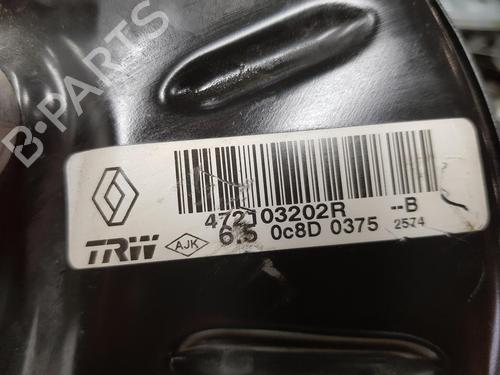 B-PARTS
472103202R --B
6.5 0c8D 0375 2574
TRW AJK